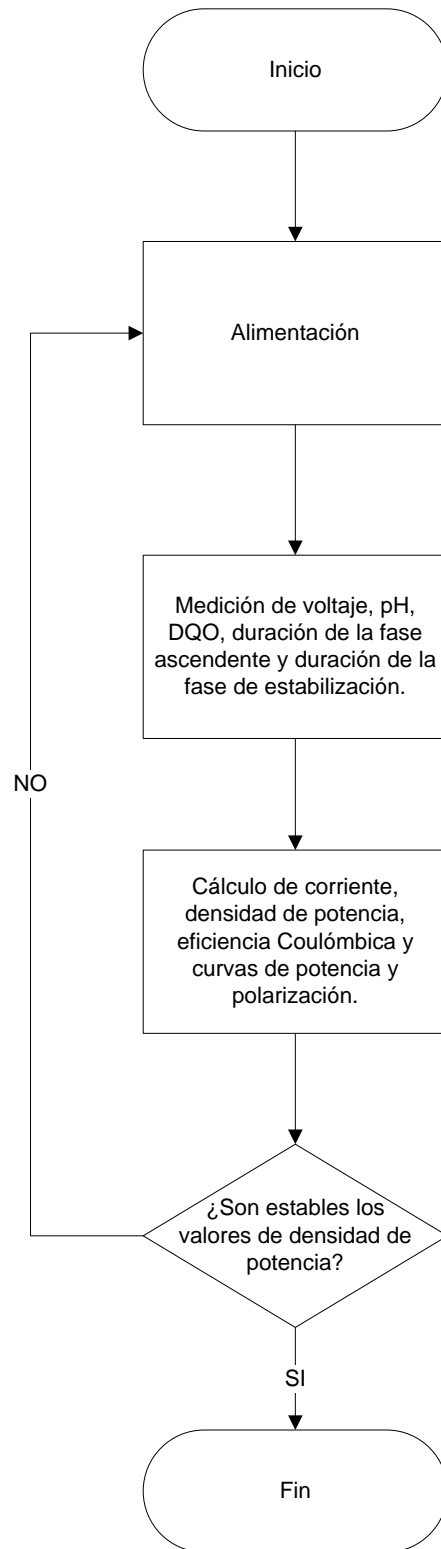 Inicio
Alimentación
Medición de voltaje, pH,
DQO, duración de la fase
ascendente y duración de la
fase de estabilización.
NO
Cálculo de corriente,
densidad de potencia,
eficiencia Coulómbica y
curvas de potencia y
polarización.
¿Son estables los
valores de densidad de
potencia?
SI
Fin